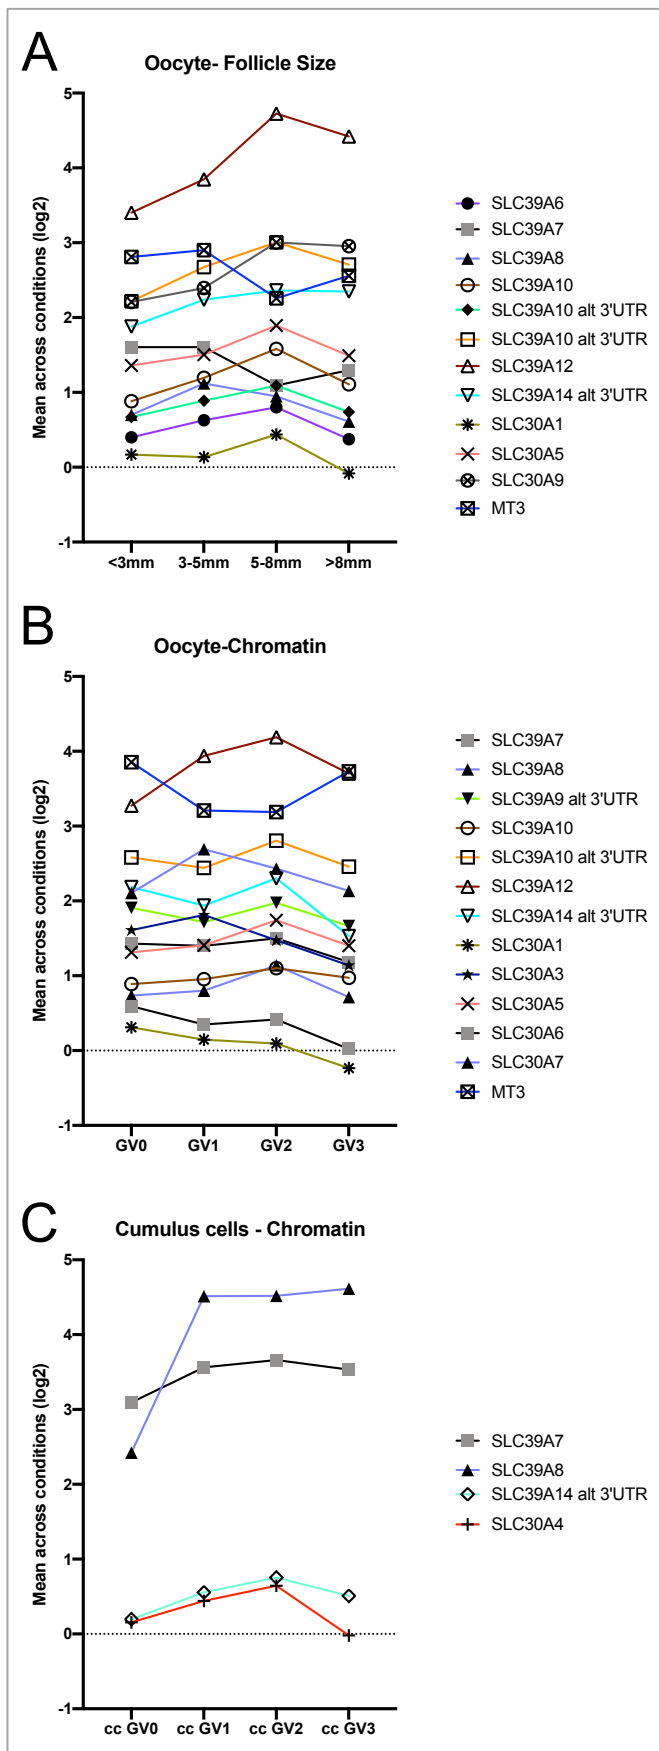 A
Oocyte- Follicle Size
Mean across conditions (log2)
5
4
3
2
1
0
-1
<3mm 3-5mm 5-8mm >8mm
SLC39A6
SLC39A7
SLC39A8
SLC39A10
SLC39A10 alt 3'UTR
SLC39A10 alt 3'UTR
SLC39A12
SLC39A14 alt 3'UTR
SLC30A1
SLC30A5
SLC30A9
MT3
B
Oocyte-Chromatin
Mean across conditions (log2)
5
4
3
2
1
0
-1
GV0 GV1 GV2 GV3
SLC39A7
SLC39A8
SLC39A9 alt 3'UTR
SLC39A10
SLC39A10 alt 3'UTR
SLC39A12
SLC39A14 alt 3'UTR
SLC30A1
SLC30A3
SLC30A5
SLC30A6
SLC30A7
MT3
C
Cumulus cells - Chromatin
Mean across conditions (log2)
5
4
3
2
1
0
-1
cc GV0 cc GV1 cc GV2 cc GV3
SLC39A7
SLC39A8
SLC39A14 alt 3'UTR
SLC30A4